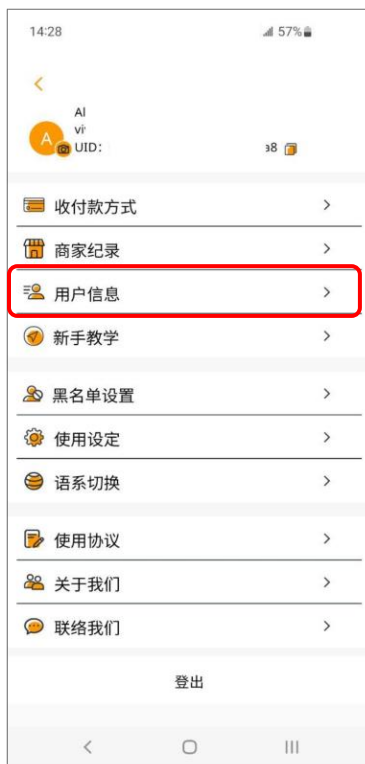 14:28 57%
A
UID:
收付款方式
商家纪录
用户信息
新手教学
黑名单设置
使用设定
语系切换
使用协议
关于我们
联络我们
登出